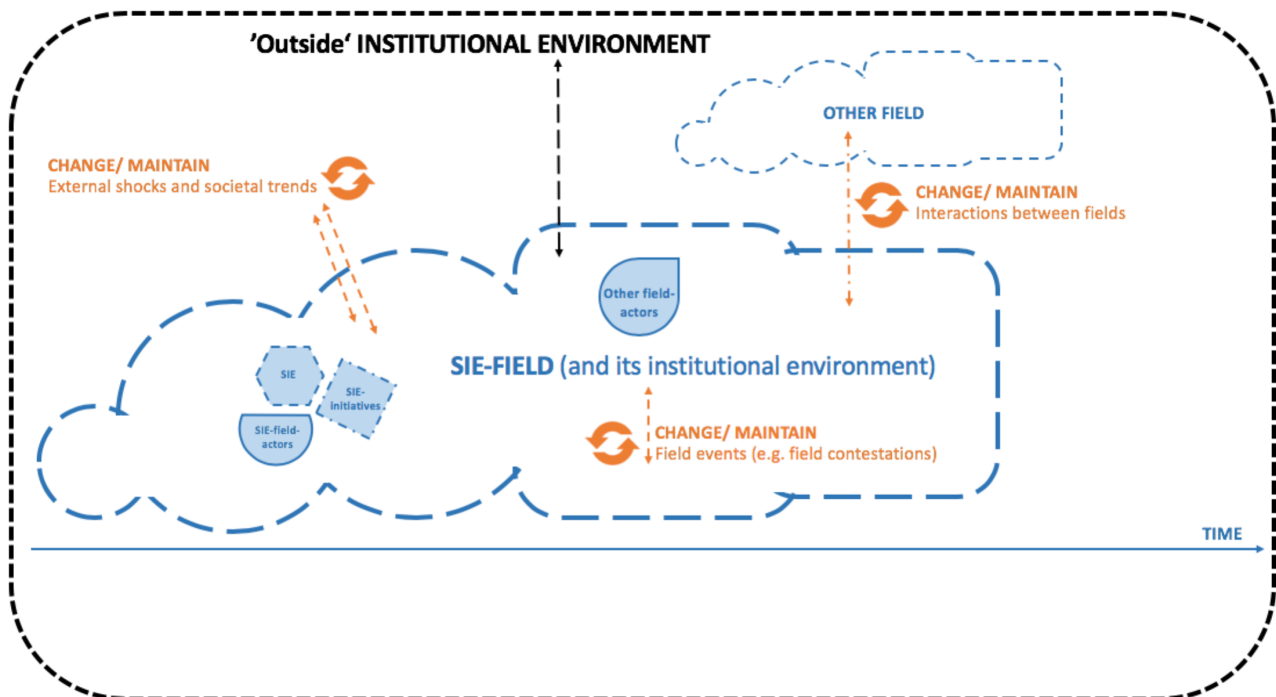 ’Outside‘ INSTITUTIONAL ENVIRONMENT
OTHER FIELD
CHANGE/ MAINTAIN
External shocks and societal trends
CHANGE/ MAINTAIN
Interactions between fields
Other field-
actors
SIE-FIELD (and its institutional environment)
SIE
SIE-
initiatives
SIE-field-
actors
CHANGE/ MAINTAIN
Field events (e.g. field contestations)
TIME